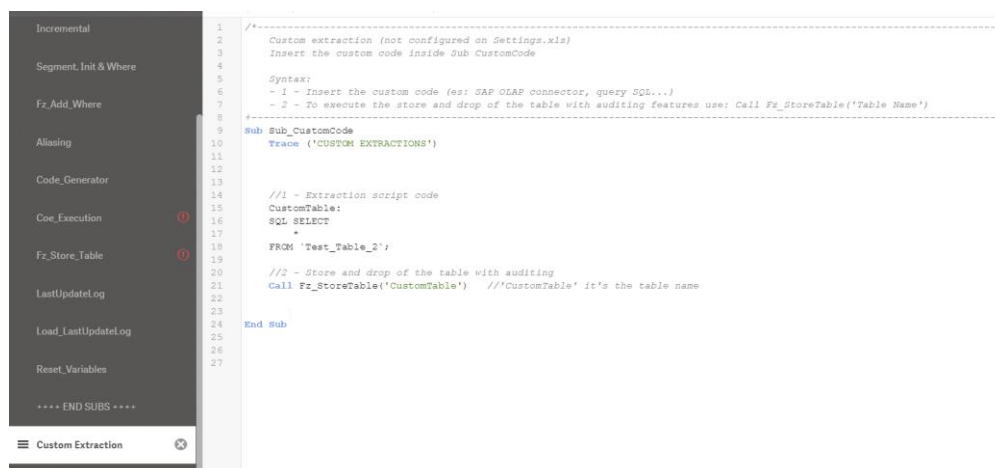 Incremental
Segment. Init & Where
Fz_Add_Where
Aliasing
Code_Generator
Coe_Execution
Fz_Store_Table
LastUpdateLog
Load_LastUpdateLog
Reset_Variables
++++ END SUBS ++++
Custom Extraction
1 /*-----------------------------------------------------------------------------
2 Custom extraction (not configured on Settings.xls)
3 Insert the custom code inside Sub CustomCode
4
5 Syntax:
6 - 1 - Insert the custom code (es: SAP OLAP connector, query SQL...)
7 - 2 - To execute the store and drop of the table with auditing features use: Call Fz_StoreTable('Table Name')
8 *-----------------------------------------------------------------------------
9 Sub Sub_CustomCode
10 Trace ('CUSTOM EXTRACTIONS')
11
12
13
14 //1 - Extraction script code
15 CustomTable:
16 SQL SELECT
17 *
18 FROM `Test_Table_2`;
19
20 //2 - Store and drop of the table with auditing
21 Call Fz_StoreTable('CustomTable') //'CustomTable' it's the table name
22
23
24 End Sub
25
26
27